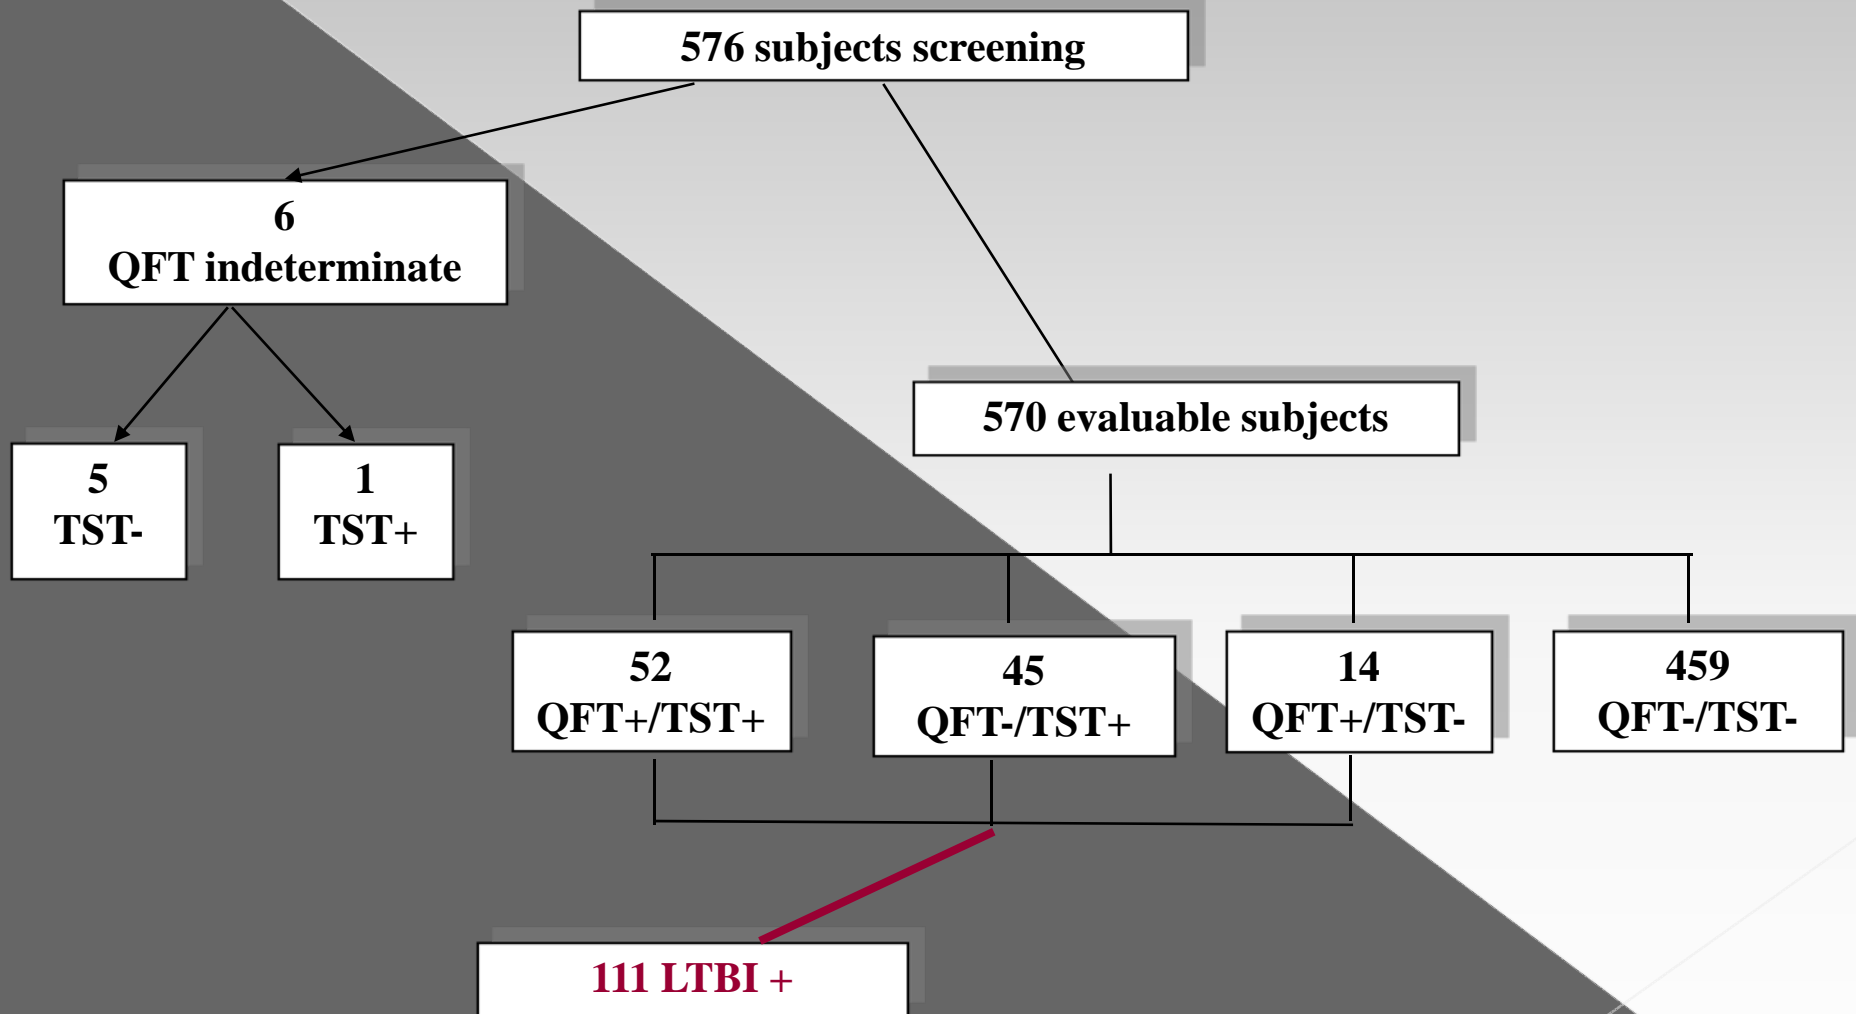 576 subjects screening
6
QFT indeterminate
570 evaluable subjects
5
TST-
1
TST+
52
QFT+/TST+
45
QFT-/TST+
14
QFT+/TST-
459
QFT-/TST-
111 LTBI +